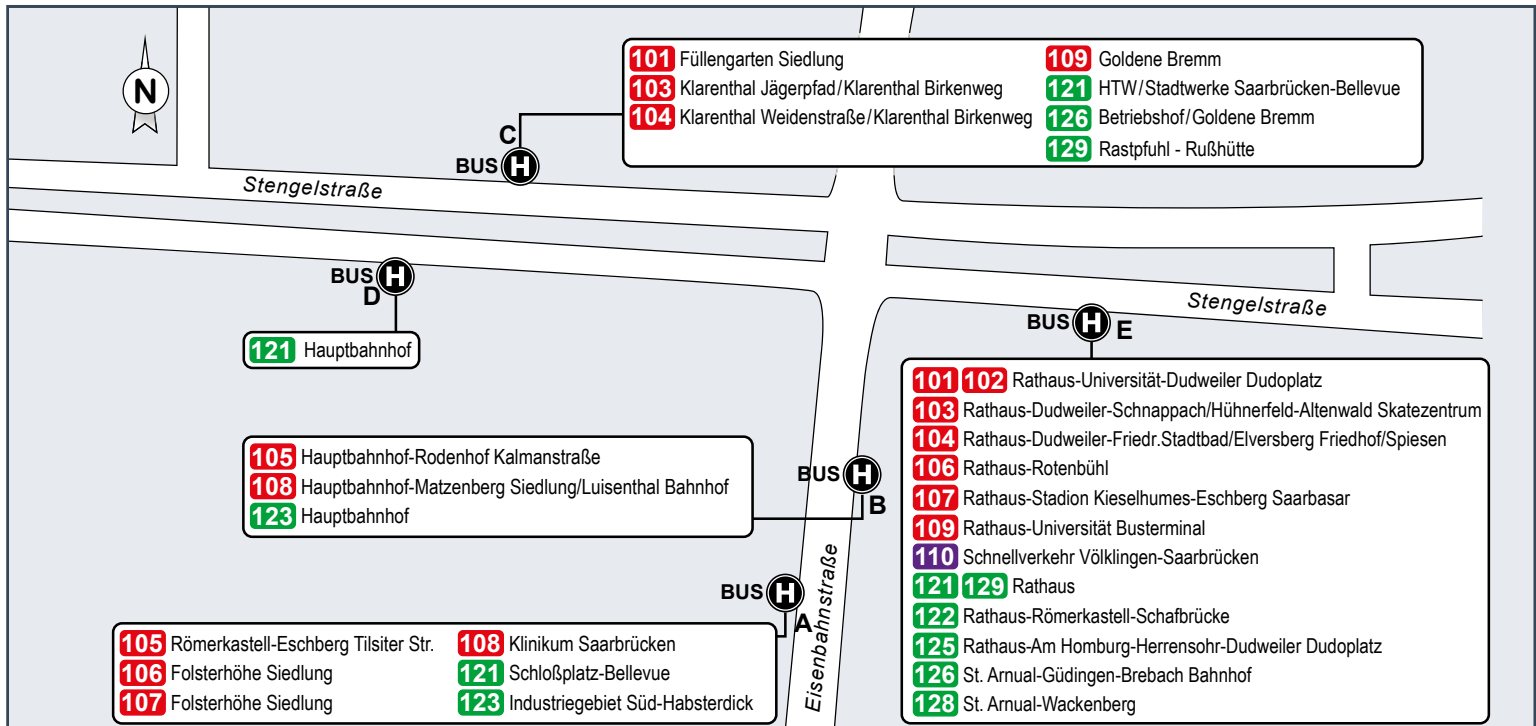 N
C
BUS H
101 Füllengarten Siedlung
103 Klarenthal Jägerpfad/Klarenthal Birkenweg
104 Klarenthal Weidenstraße/Klarenthal Birkenweg
109 Goldene Bremm
121 HTW/Stadtwerke Saarbrücken-Bellevue
126 Betriebshof/Goldene Bremm
129 Rastpfuhl - Rußhütte
Stengelstraße
BUS H
D
121 Hauptbahnhof
Stengelstraße
BUS H E
101 102 Rathaus-Universität-Dudweiler Dudoplatz
103 Rathaus-Dudweiler-Schnappach/Hühnerfeld-Altenwald Skatezentrum
104 Rathaus-Dudweiler-Friedr.Stadtbad/Elversberg Friedhof/Spiesen
106 Rathaus-Rotenbühl
107 Rathaus-Stadion Kieselhumes-Eschberg Saarbasar
109 Rathaus-Universität Busterminal
110 Schnellverkehr Völklingen-Saarbrücken
121 129 Rathaus
122 Rathaus-Römerkastell-Schafbrücke
125 Rathaus-Am Homburg-Herrensohr-Dudweiler Dudoplatz
126 St. Arnual-Güdingen-Brebach Bahnhof
128 St. Arnual-Wackenberg
105 Hauptbahnhof-Rodenhof Kalmanstraße
108 Hauptbahnhof-Matzenberg Siedlung/Luisenthal Bahnhof
123 Hauptbahnhof
BUS H
B
BUS H
A
Eisenbahnstraße
105 Römerkastell-Eschberg Tilsiter Str.
106 Folsterhöhe Siedlung
107 Folsterhöhe Siedlung
108 Klinikum Saarbrücken
121 Schloßplatz-Bellevue
123 Industriegebiet Süd-Habsterdick